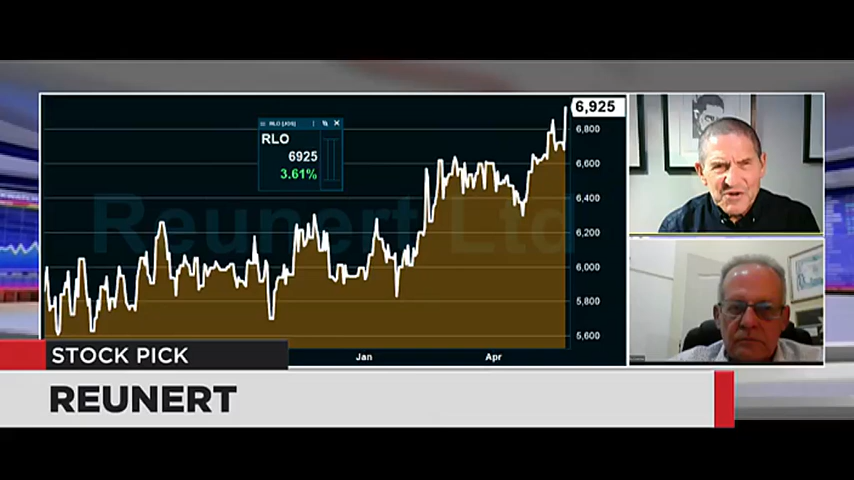 6,925
RLO [JOS]
RLO
6925
3.61%
Reunert Ltd
6,800
6,600
6,400
6,200
6,000
5,800
5,600
Jan
Apr
STOCK PICK
REUNERT